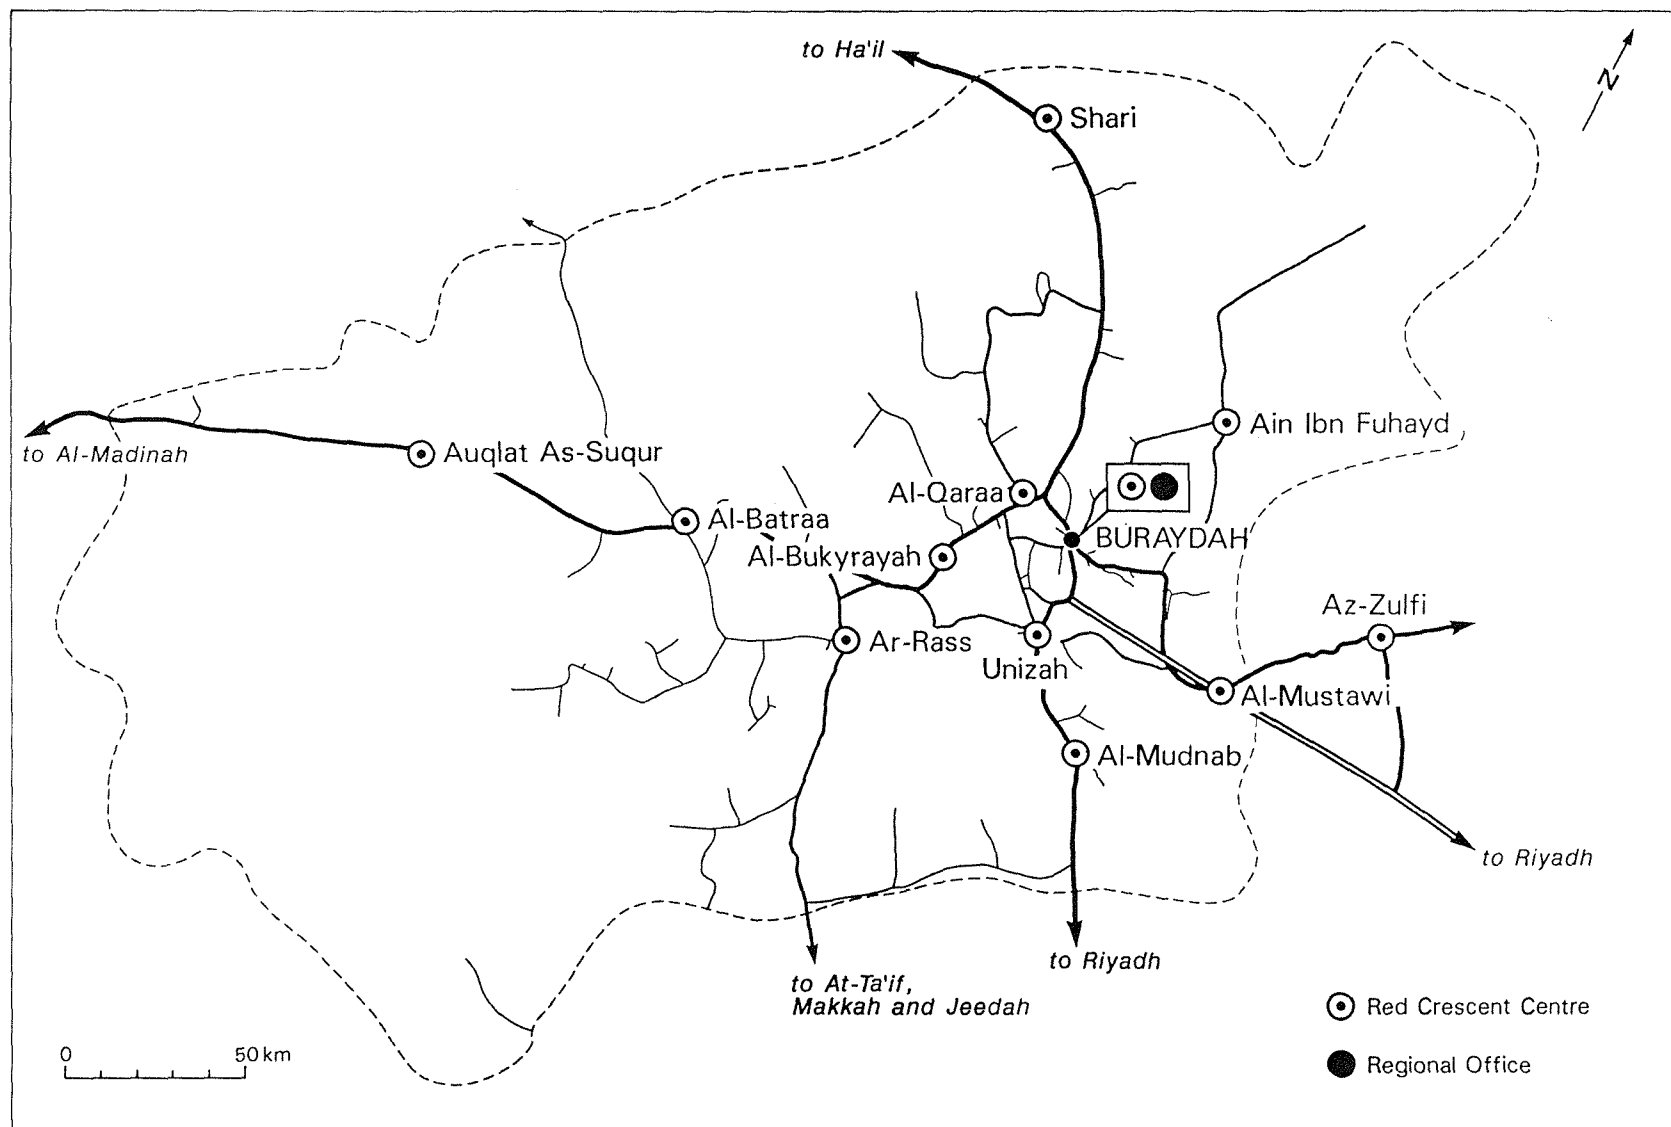 to Ha'il
N
Shari
Ain Ibn Fuhayd
to Al-Madinah
Auqlat As-Suqur
Al-Qaraa
Al-Batraa
BURAYDAH
Al-Bukyrayah
Az-Zulfi
Ar-Rass
Unizah
Al-Mustawi
Al-Mudnab
to Riyadh
to Riyadh
to At-Ta'if,
Makkah and Jeedah
Red Crescent Centre
0 50 km
Regional Office